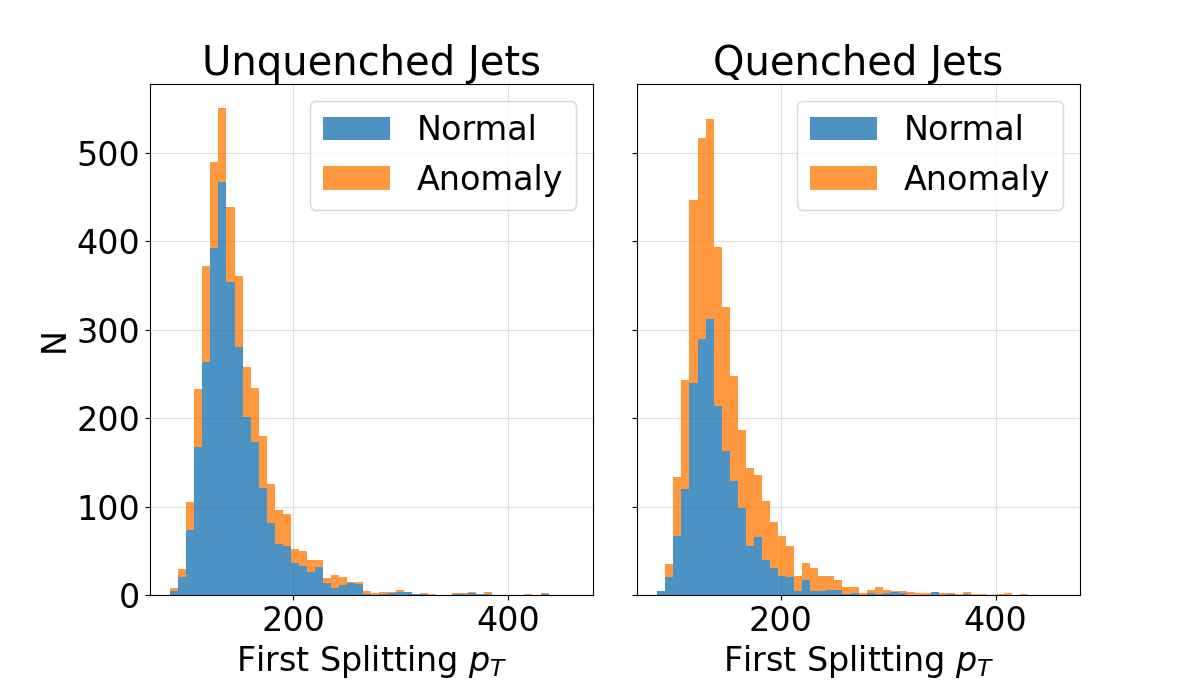 Unquenched Jets
Normal
Anomaly
500
400
300
200
100
0
N
200
400
First Splitting p_T
Quenched Jets
Normal
Anomaly
200
400
First Splitting p_T